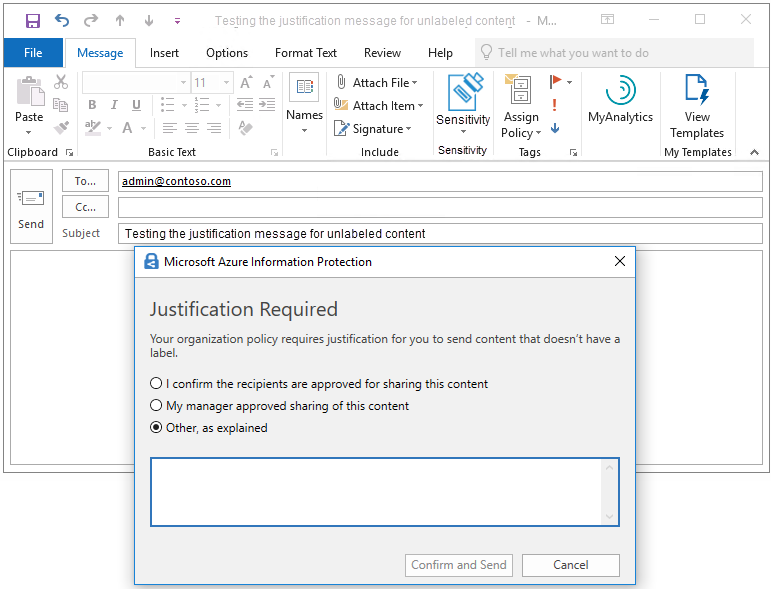 Testing the justification message for unlabeled content - M...
File Message Insert Options Format Text Review Help Tell me what you want to do
Paste
Clipboard
11
A A
B I U
ab A
Basic Text
Names
Attach File
Attach Item
Signature
Include
Sensitivity
Sensitivity
Assign
Policy
Tags
MyAnalytics
View
Templates
My Templates
Send
To... admin@contoso.com
Cc...
Subject Testing the justification message for unlabeled content
Microsoft Azure Information Protection
Justification Required
Your organization policy requires justification for you to send content that doesn't have a
label.
I confirm the recipients are approved for sharing this content
My manager approved sharing of this content
Other, as explained
Confirm and Send Cancel